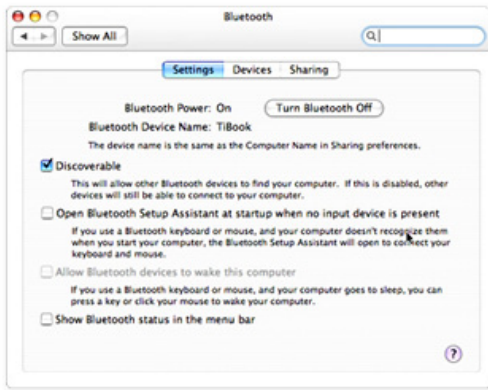 Bluetooth
Show All
Settings Devices Sharing
Bluetooth Power: On Turn Bluetooth Off
Bluetooth Device Name: TiBook
The device name is the same as the Computer Name in Sharing preferences.
Discoverable
This will allow other Bluetooth devices to find your computer. If this is disabled, other
devices will still be able to connect to your computer.
Open Bluetooth Setup Assistant at startup when no input device is present
If you use a Bluetooth keyboard or mouse, and your computer doesn't recognize them
when you start your computer, the Bluetooth Setup Assistant will open to connect your
keyboard and mouse.
Allow Bluetooth devices to wake this computer
If you use a Bluetooth keyboard or mouse, and your computer goes to sleep, you can
press a key or click your mouse to wake your computer.
Show Bluetooth status in the menu bar
?